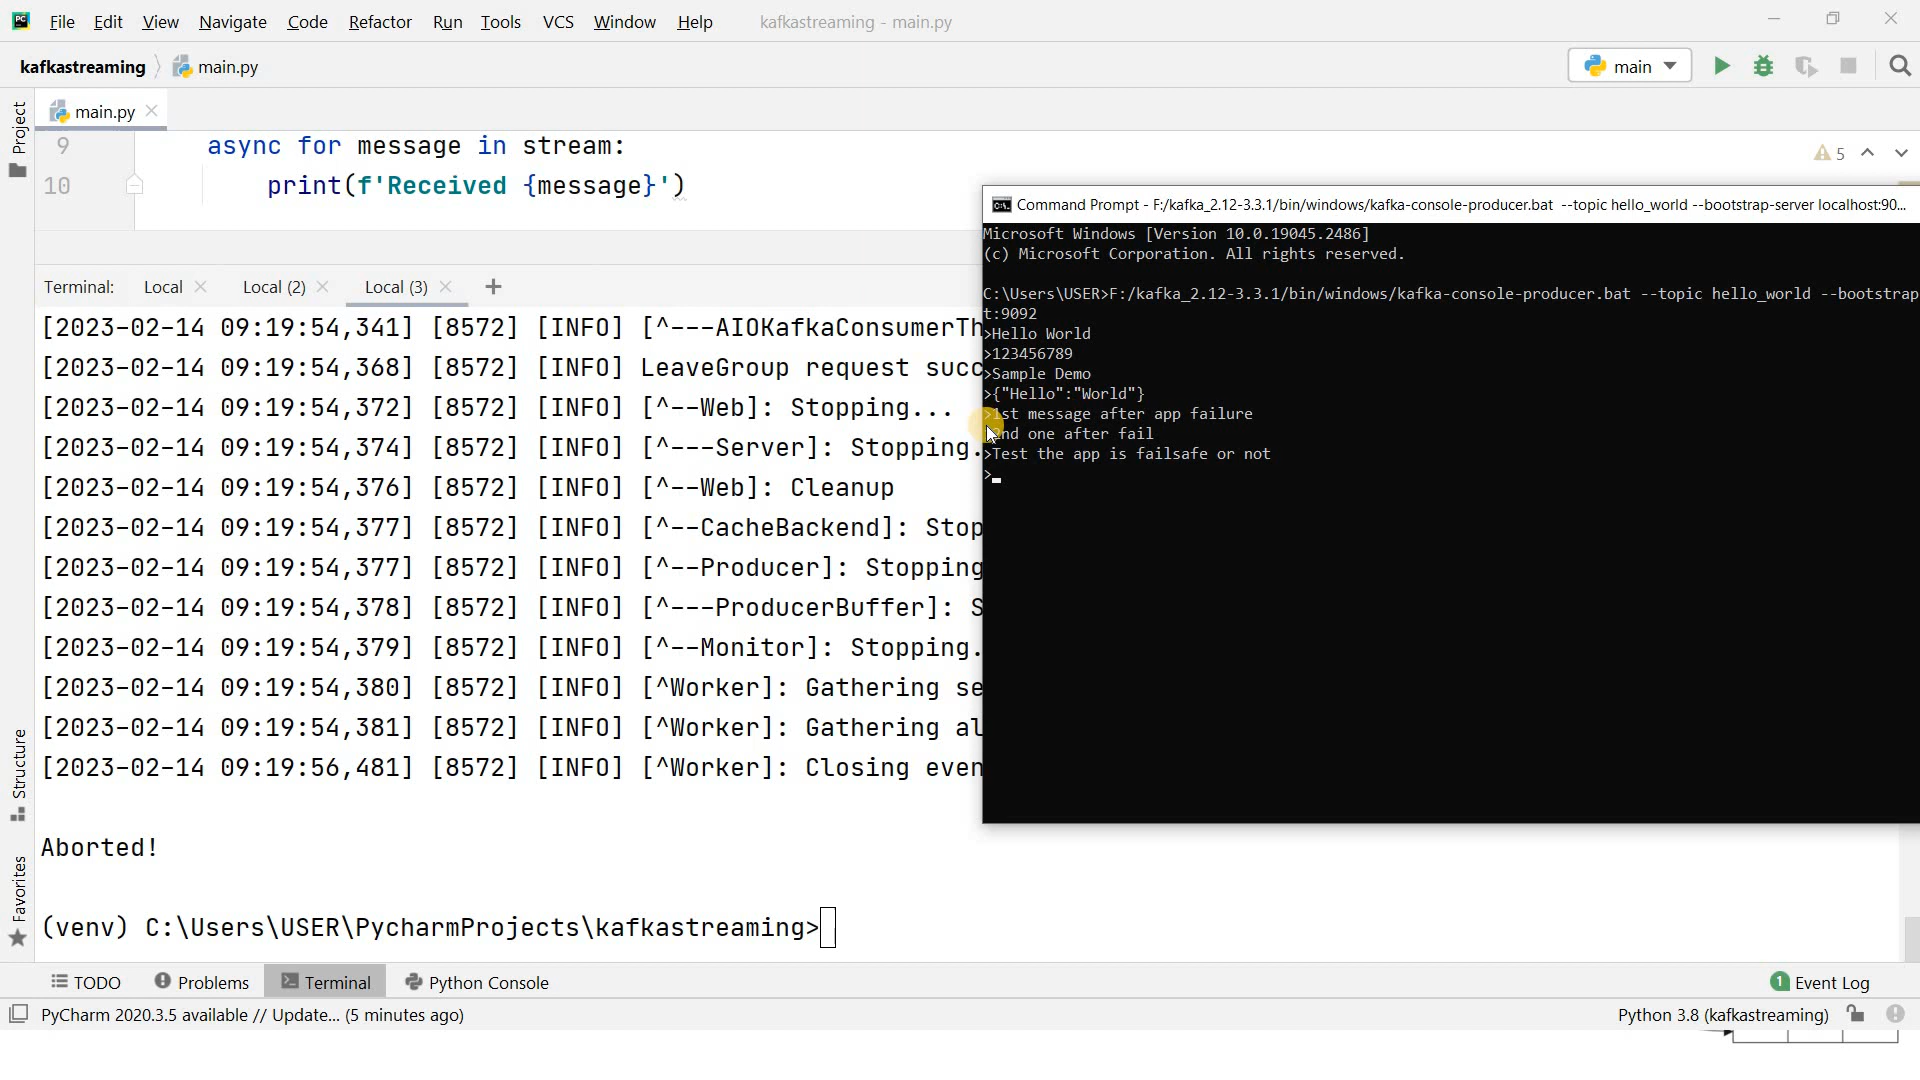 File Edit View Navigate Code Refactor Run Tools VCS Window Help kafkastreaming - main.py
kafkastreaming main.py
main
Project
main.py
9 async for message in stream:
10 print(f'Received {message}')
5
Terminal: Local Local (2) Local (3) +
[2023-02-14 09:19:54,341] [8572] [INFO] [^---AIOKafkaConsumerTh
[2023-02-14 09:19:54,368] [8572] [INFO] LeaveGroup request succ
[2023-02-14 09:19:54,372] [8572] [INFO] [^--Web]: Stopping...
[2023-02-14 09:19:54,374] [8572] [INFO] [^---Server]: Stopping.
[2023-02-14 09:19:54,376] [8572] [INFO] [^--Web]: Cleanup
[2023-02-14 09:19:54,377] [8572] [INFO] [^--CacheBackend]: Stop
[2023-02-14 09:19:54,377] [8572] [INFO] [^--Producer]: Stopping
[2023-02-14 09:19:54,378] [8572] [INFO] [^---ProducerBuffer]: S
[2023-02-14 09:19:54,379] [8572] [INFO] [^--Monitor]: Stopping.
[2023-02-14 09:19:54,380] [8572] [INFO] [^Worker]: Gathering se
[2023-02-14 09:19:54,381] [8572] [INFO] [^Worker]: Gathering al
[2023-02-14 09:19:56,481] [8572] [INFO] [^Worker]: Closing even
Aborted!
(venv) C:\Users\USER\PycharmProjects\kafkastreaming>
Command Prompt - F:/kafka_2.12-3.3.1/bin/windows/kafka-console-producer.bat --topic hello_world --bootstrap-server localhost:90...
Microsoft Windows [Version 10.0.19045.2486]
(c) Microsoft Corporation. All rights reserved.
C:\Users\USER>F:/kafka_2.12-3.3.1/bin/windows/kafka-console-producer.bat --topic hello_world --bootstrap
t:9092
>Hello World
>123456789
>Sample Demo
>{"Hello":"World"}
>1st message after app failure
2nd one after fail
>Test the app is failsafe or not
>
Structure
Favorites
TODO Problems Terminal Python Console 1 Event Log
PyCharm 2020.3.5 available // Update... (5 minutes ago) Python 3.8 (kafkastreaming)